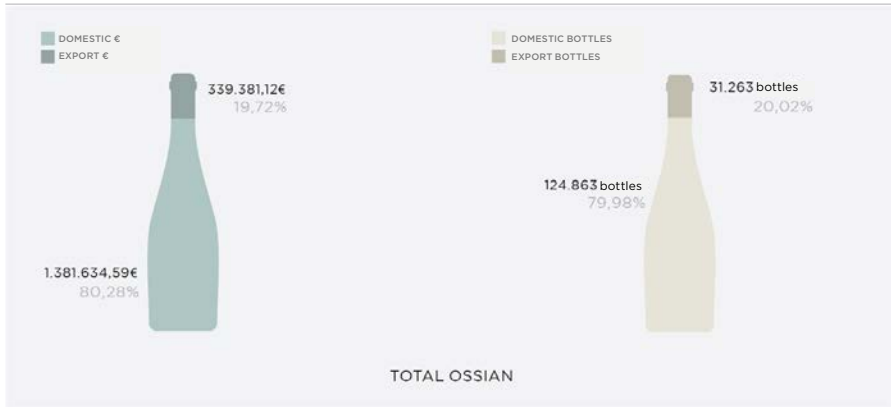 DOMESTIC €
EXPORT €
339.381,12€
19,72%
1.381.634,59€
80,28%
DOMESTIC BOTTLES
EXPORT BOTTLES
31.263 bottles
20,02%
124.863 bottles
79,98%
TOTAL OSSIAN